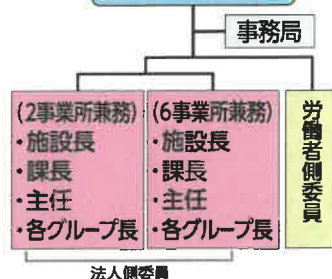 事務局
(2事業所兼務)
・施設長
・課長
・主任
・各グループ長
(6事業所兼務)
・施設長
・課長
・主任
・各グループ長
労働者側委員
法人側委員